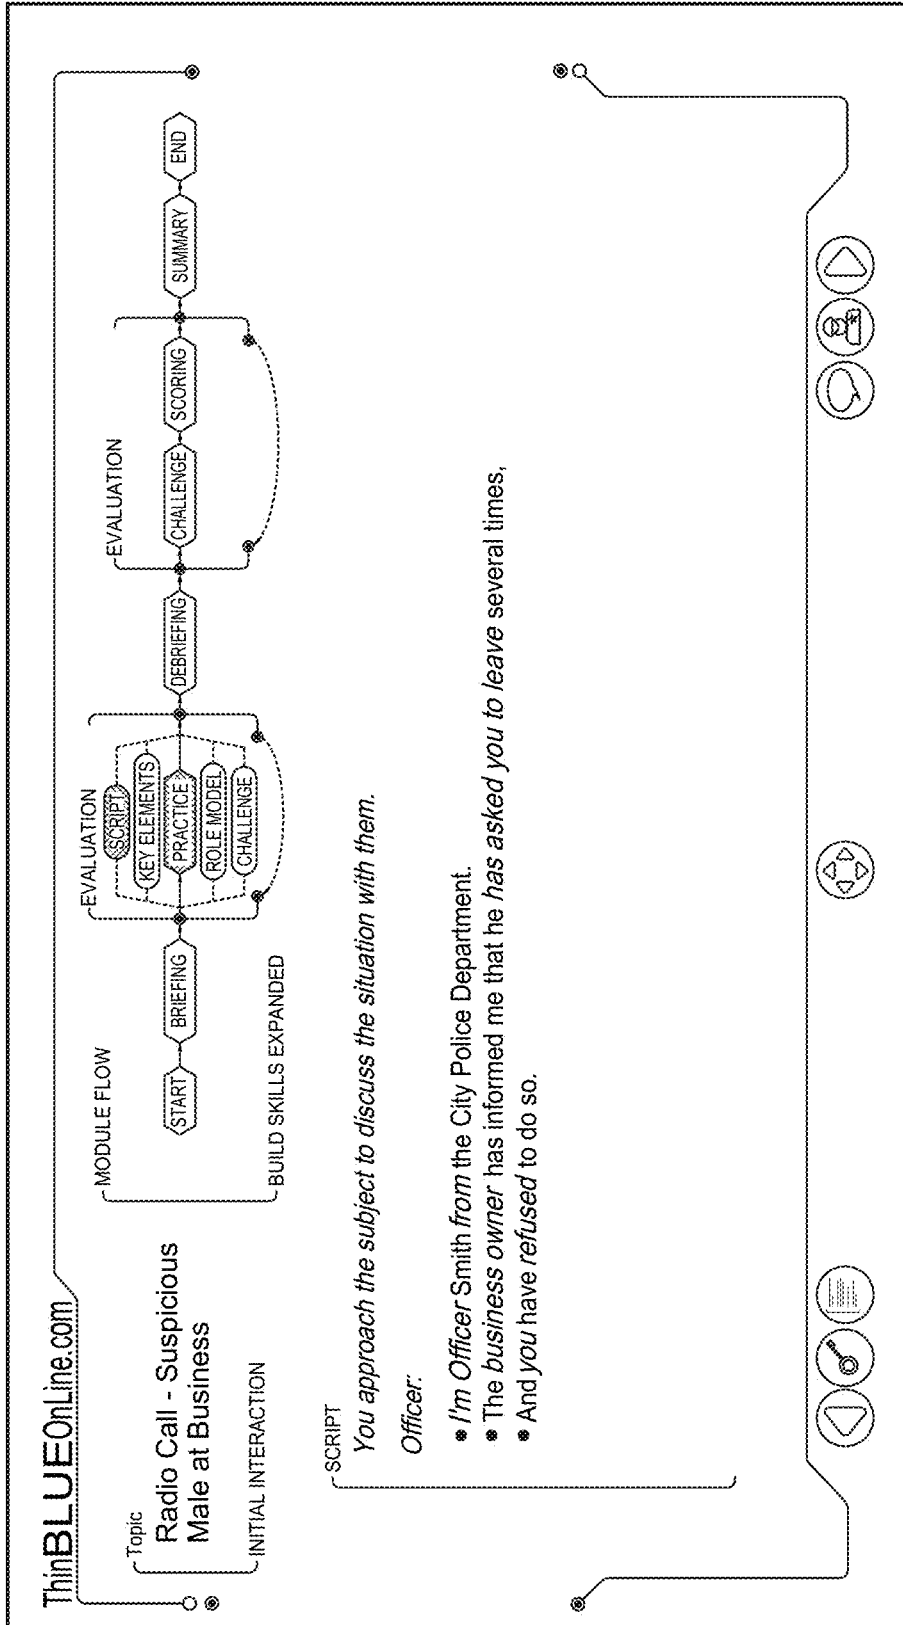 ThinBLUEOnLine.com
Topic
Radio Call - Suspicious
Male at Business
INITIAL INTERACTION
MODULE FLOW
START
BRIEFING
EVALUATION
SCRIPT
KEY ELEMENTS
PRACTICE
ROLE MODEL
CHALLENGE
DEBRIEFING
EVALUATION
CHALLENGE
SCORING
SUMMARY
END
BUILD SKILLS EXPANDED
SCRIPT
You approach the subject to discuss the situation with them.
Officer:
• I'm Officer Smith from the City Police Department.
• The business owner has informed me that he has asked you to leave several times,
• And you have refused to do so.